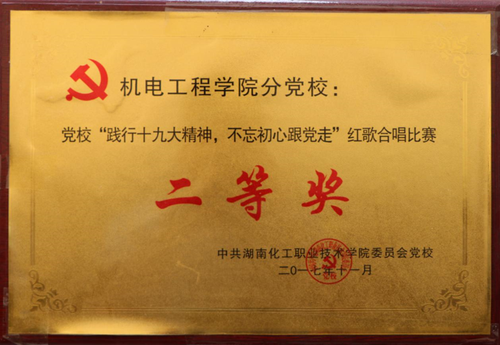 机电工程学院分党校：
党校“践行十九大精神，不忘初心跟党走”红歌合唱比赛
二等奖
中共湖南化工职业技术学院委员会党校
二〇一七年十一月